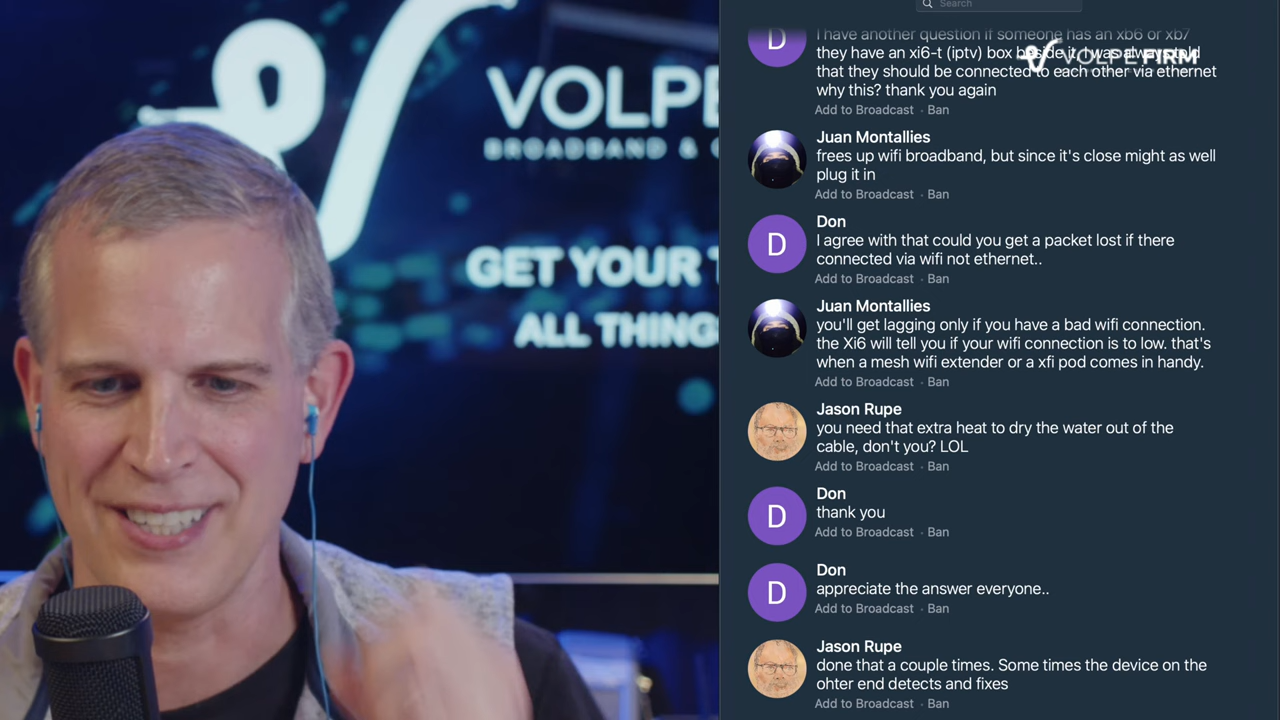 VOLPE
BROADBAND &
GET YOUR T
ALL THING
Search
D
I have another question if someone has an xb6 or xb7
they have an xi6-t (iptv) box beside it, I was always told
that they should be connected to each other via ethernet
why this? thank you again
Add to Broadcast · Ban
VOLPE FIRM
Juan Montallies
frees up wifi broadband, but since it's close might as well
plug it in
Add to Broadcast · Ban
D
Don
I agree with that could you get a packet lost if there
connected via wifi not ethernet..
Add to Broadcast · Ban
Juan Montallies
you'll get lagging only if you have a bad wifi connection.
the Xi6 will tell you if your wifi connection is to low. that's
when a mesh wifi extender or a xfi pod comes in handy.
Add to Broadcast · Ban
Jason Rupe
you need that extra heat to dry the water out of the
cable, don't you? LOL
Add to Broadcast · Ban
D
Don
thank you
Add to Broadcast · Ban
D
Don
appreciate the answer everyone..
Add to Broadcast · Ban
Jason Rupe
done that a couple times. Some times the device on the
ohter end detects and fixes
Add to Broadcast · Ban